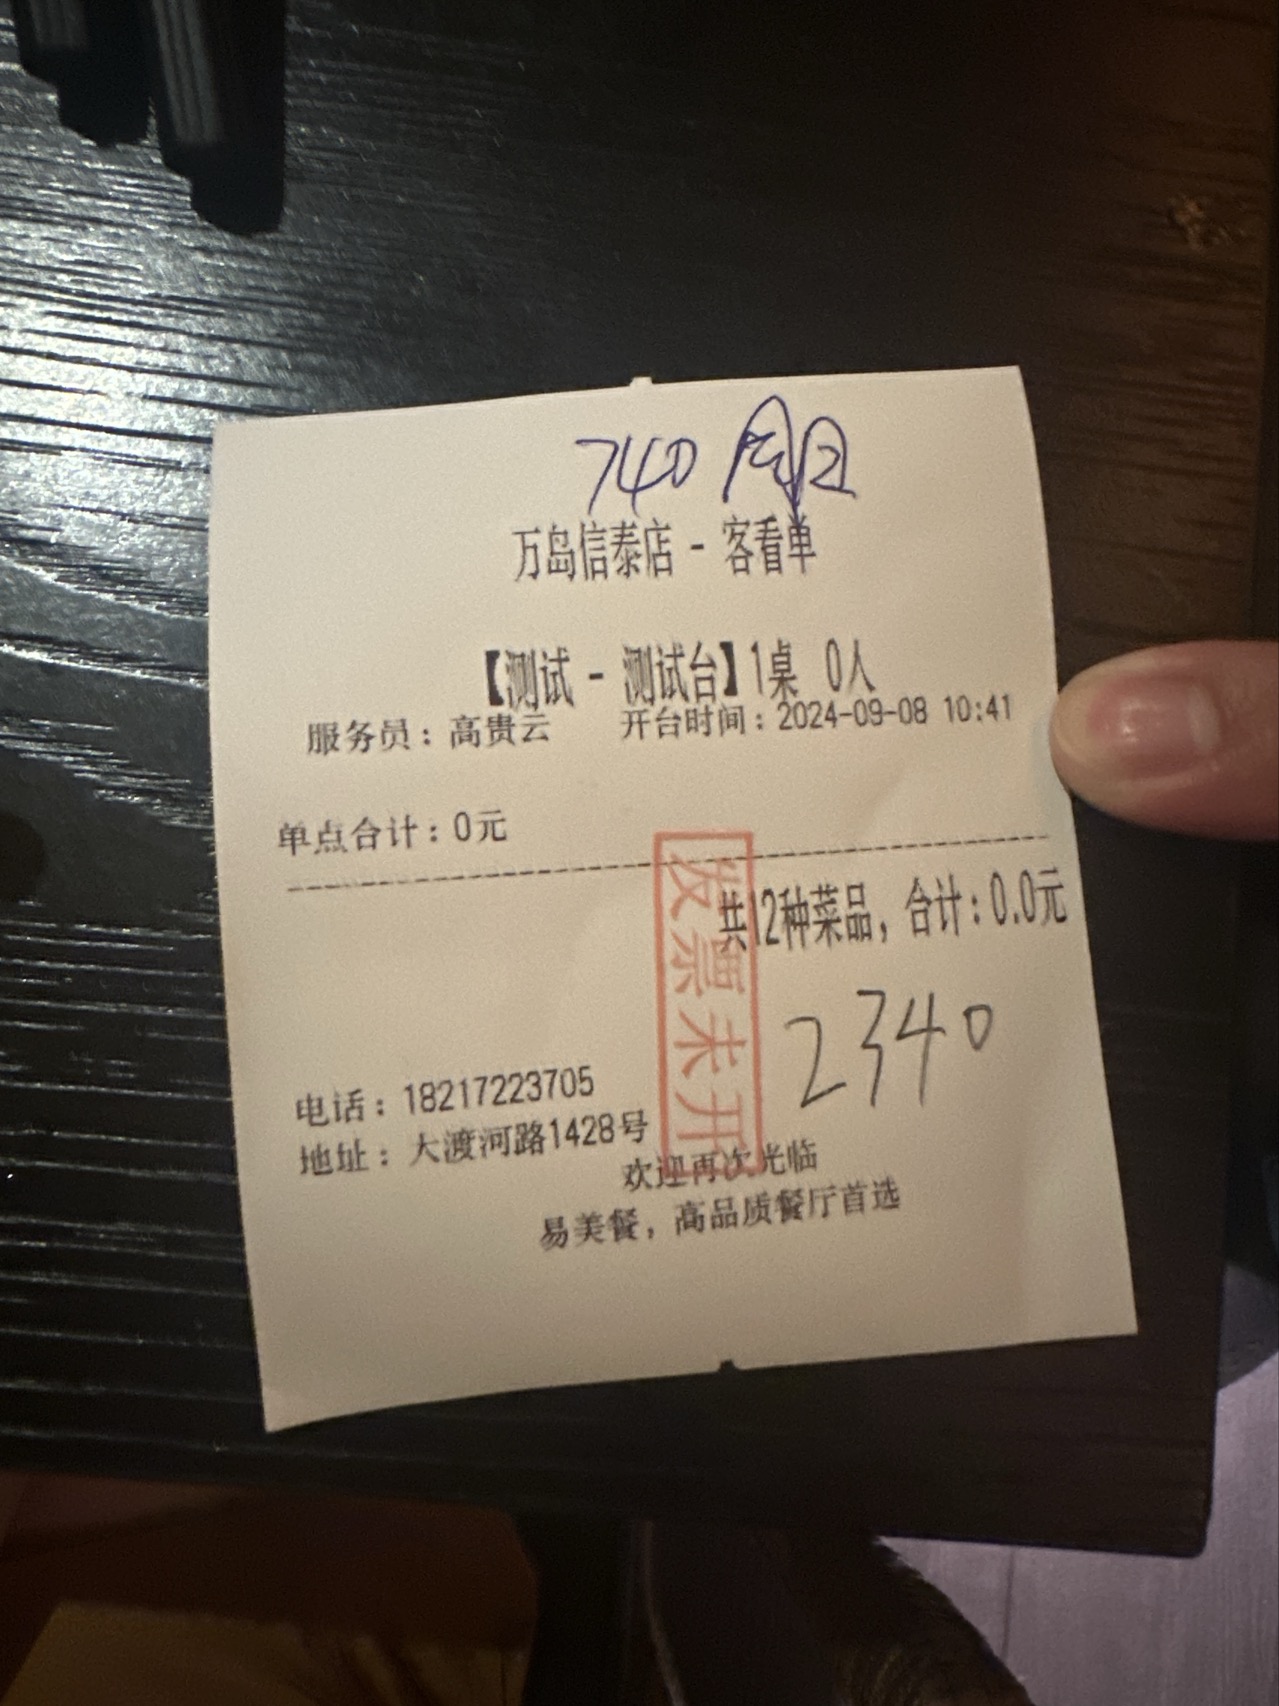 740
万岛信泰店 - 客看单
【测试 - 测试台】1桌 0人
服务员：高贵云 开台时间：2024-09-08 10:41
单点合计：0元
共12种菜品，合计：0.0元
发票未开
2340
电话：18217223705
地址：大渡河路1428号
欢迎再次光临
易美餐，高品质餐厅首选